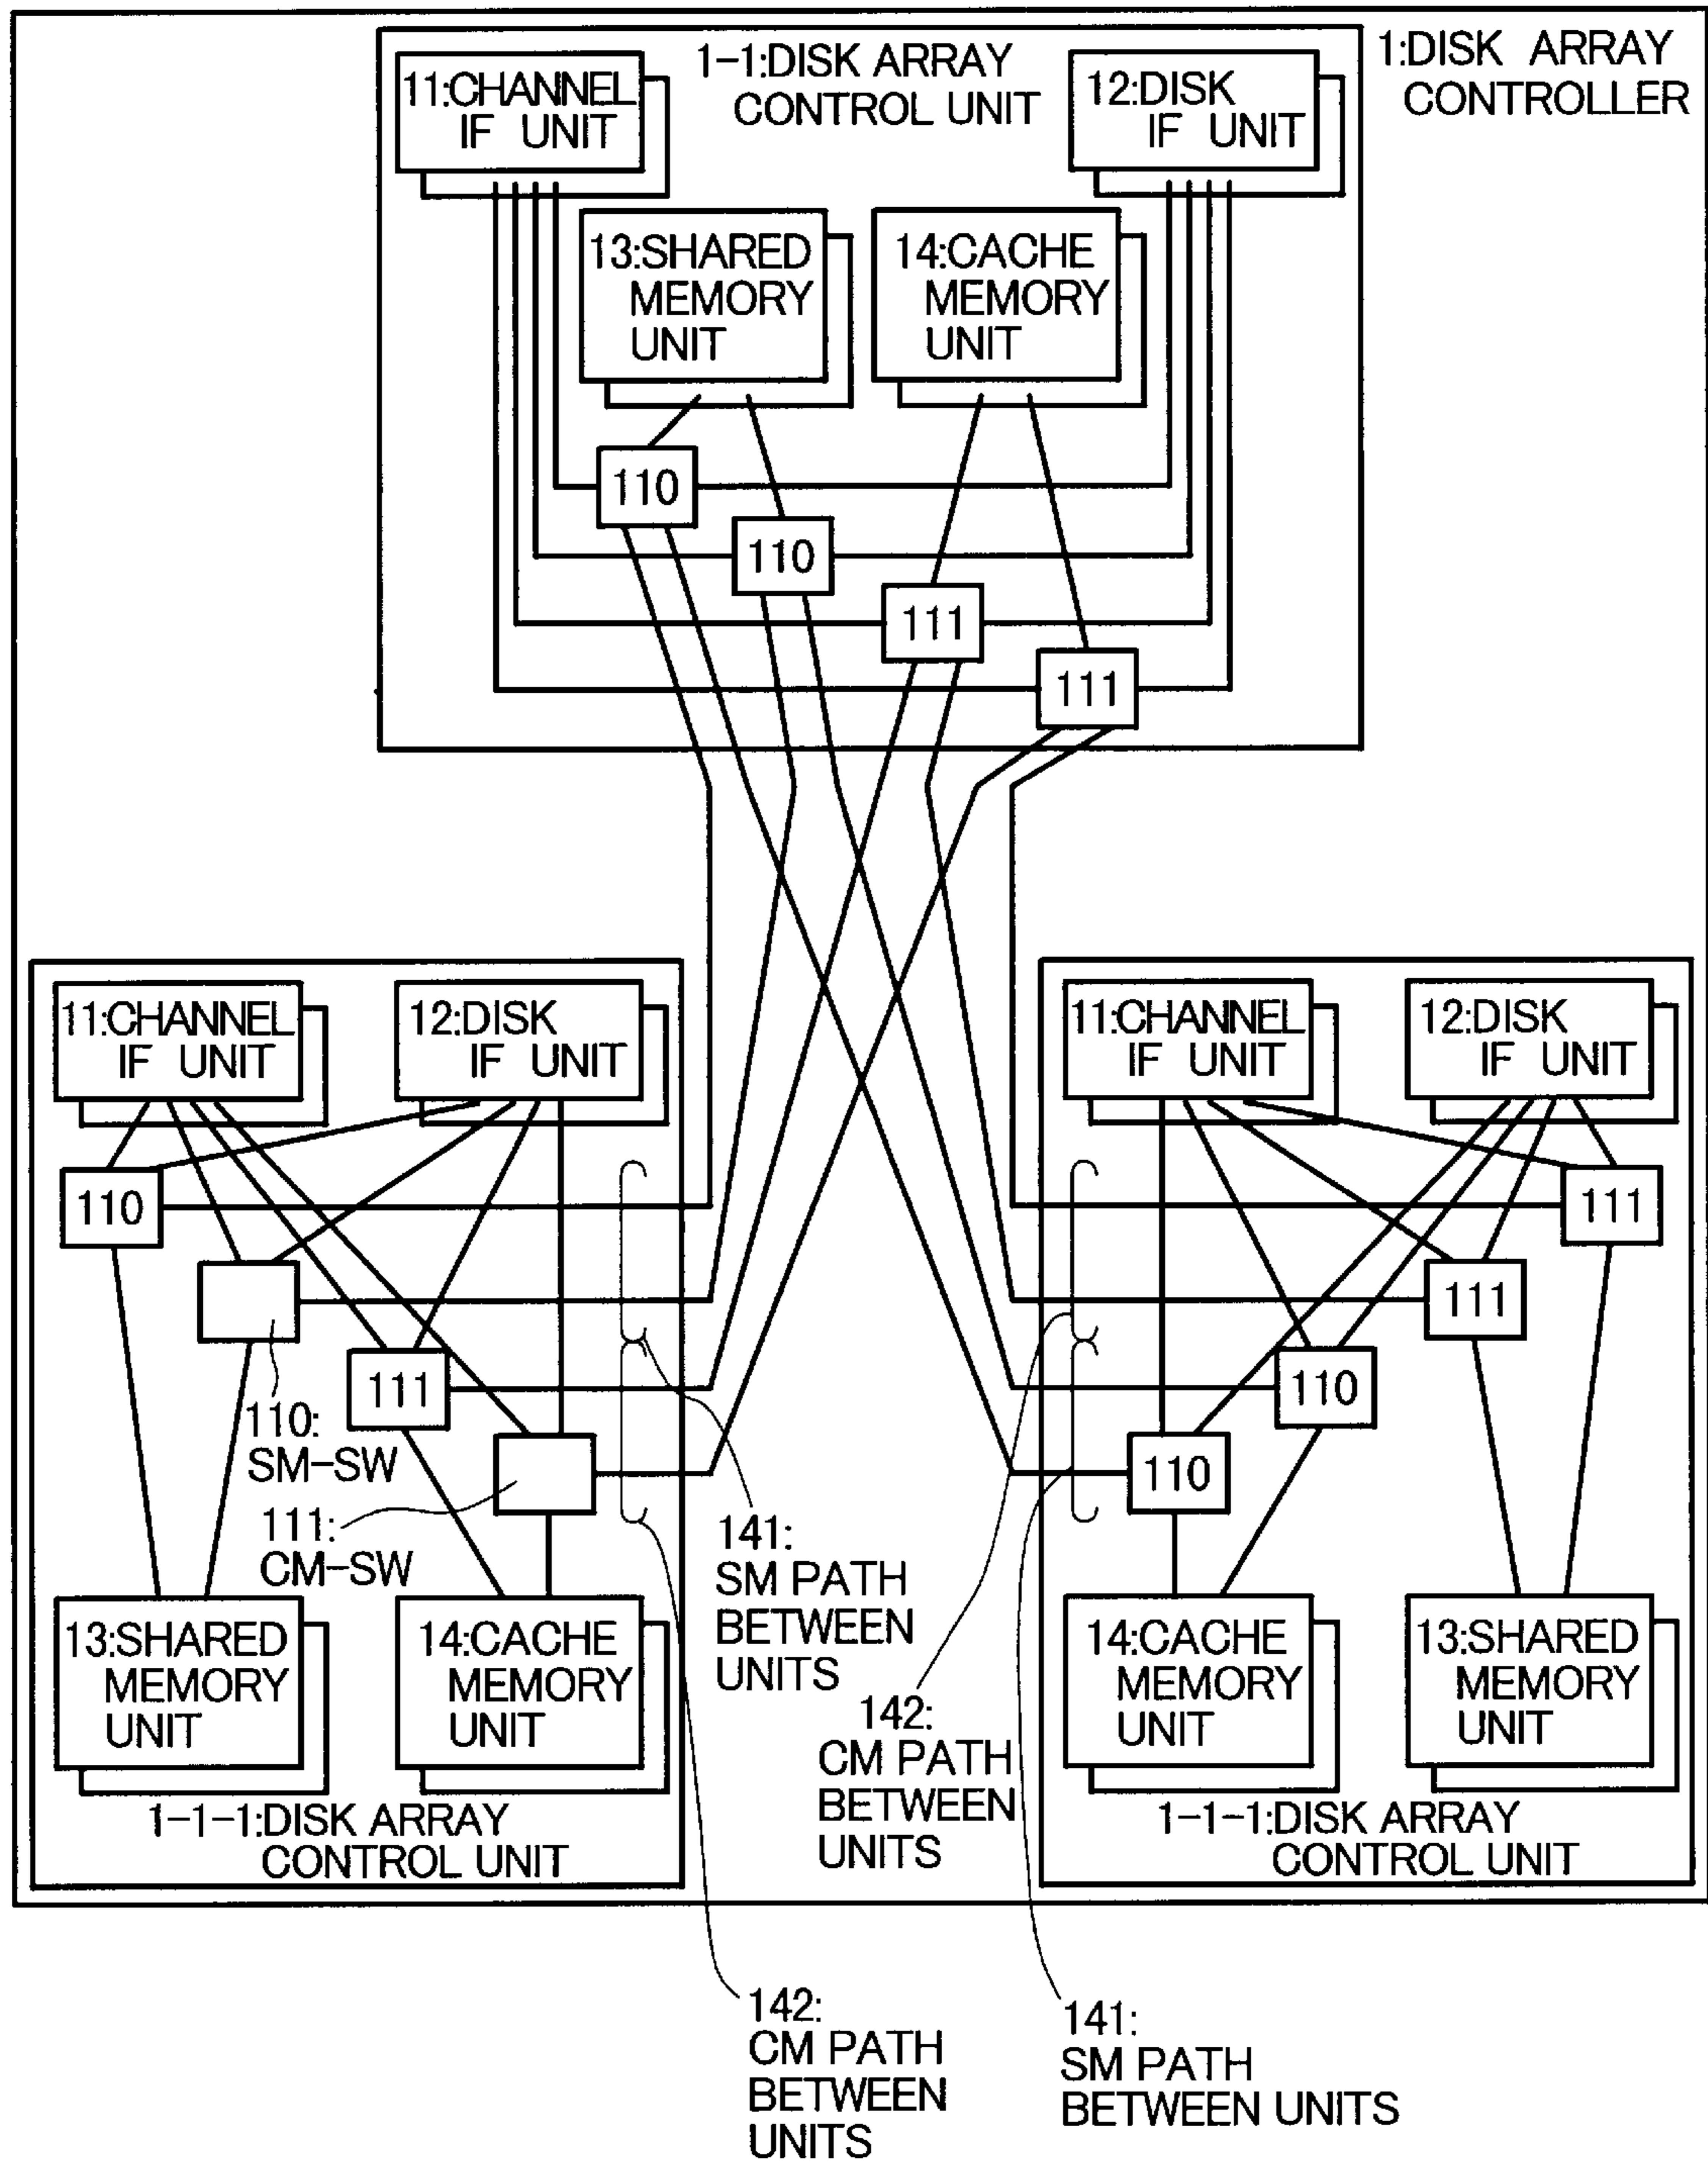 1:DISK ARRAY
CONTROLLER
1-1:DISK ARRAY
CONTROL UNIT
11:CHANNEL
IF UNIT
12:DISK
IF UNIT
13:SHARED
MEMORY
UNIT
14:CACHE
MEMORY
UNIT
110
110
111
111
11:CHANNEL
IF UNIT
12:DISK
IF UNIT
110
111
110:
SM-SW
111:
CM-SW
13:SHARED
MEMORY
UNIT
14:CACHE
MEMORY
UNIT
1-1-1:DISK ARRAY
CONTROL UNIT
141:
SM PATH
BETWEEN
UNITS
142:
CM PATH
BETWEEN
UNITS
11:CHANNEL
IF UNIT
12:DISK
IF UNIT
111
111
110
110
14:CACHE
MEMORY
UNIT
13:SHARED
MEMORY
UNIT
1-1-1:DISK ARRAY
CONTROL UNIT
142:
CM PATH
BETWEEN
UNITS
141:
SM PATH
BETWEEN UNITS